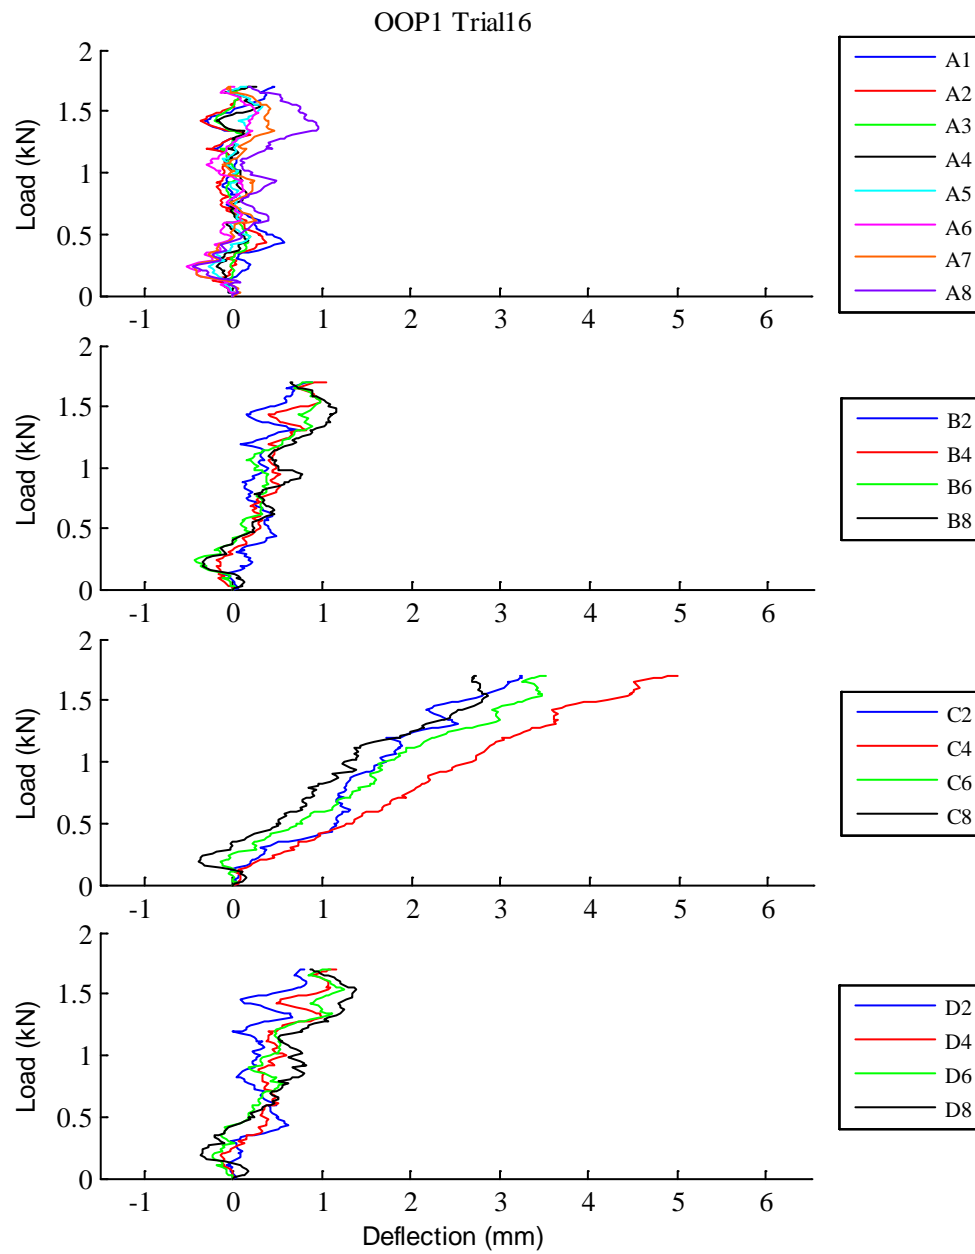 OOP1 Trial16
2
1.5
1
0.5
0
Load (kN)
-1 0 1 2 3 4 5 6
A1
A2
A3
A4
A5
A6
A7
A8
2
1.5
1
0.5
0
Load (kN)
-1 0 1 2 3 4 5 6
B2
B4
B6
B8
2
1.5
1
0.5
0
Load (kN)
-1 0 1 2 3 4 5 6
C2
C4
C6
C8
2
1.5
1
0.5
0
Load (kN)
-1 0 1 2 3 4 5 6
Deflection (mm)
D2
D4
D6
D8